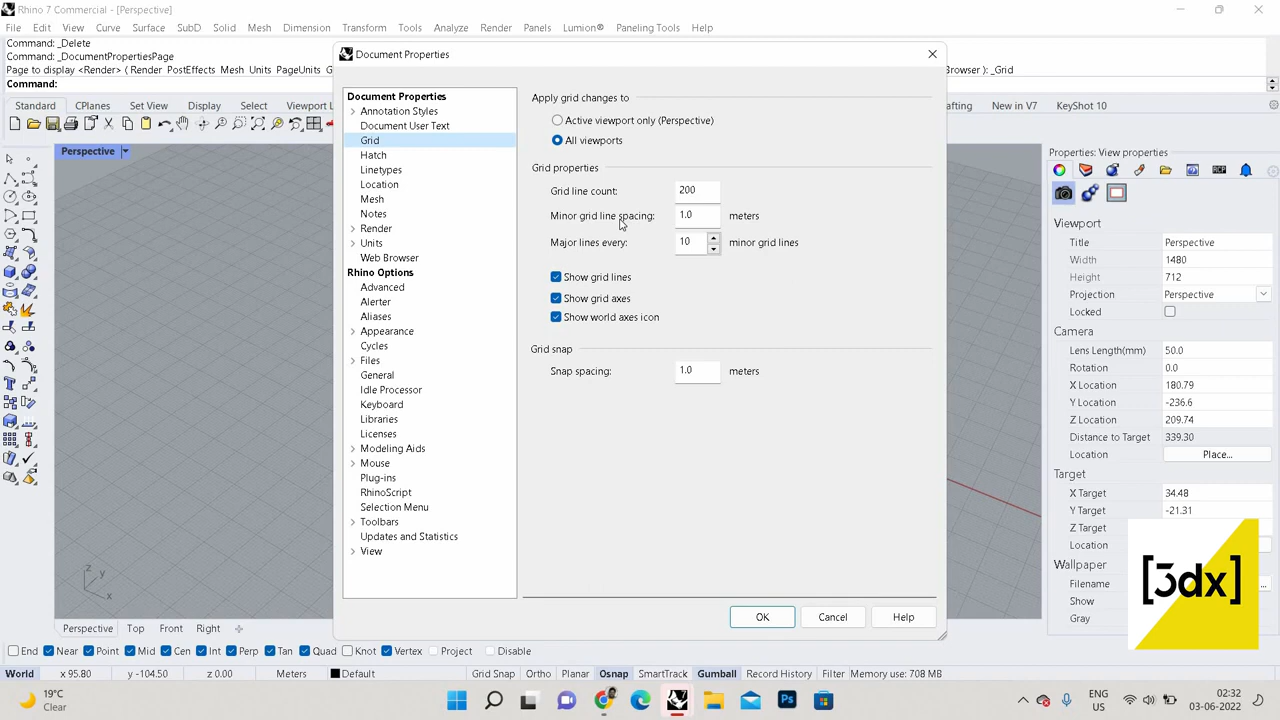 Rhino 7 Commercial - [Perspective]
File Edit View Curve Surface SubD Solid Mesh Dimension Transform Tools Analyze Render Panels Lumion® Paneling Tools Help
Command: _Delete
Command: _DocumentPropertiesPage
Page to display <Render> ( Render PostEffects Mesh Units PageUnits G Browser ): _Grid
Command:
Standard CPlanes Set View Display Select Viewport L afting New in V7 KeyShot 10
Perspective
Document Properties
Document Properties
Annotation Styles
Document User Text
Grid
Hatch
Linetypes
Location
Mesh
Notes
Render
Units
Web Browser
Rhino Options
Advanced
Alerter
Aliases
Appearance
Cycles
Files
General
Idle Processor
Keyboard
Libraries
Licenses
Modeling Aids
Mouse
Plug-ins
RhinoScript
Selection Menu
Toolbars
Updates and Statistics
View
Apply grid changes to
Active viewport only (Perspective)
All viewports
Grid properties
Grid line count: 200
Minor grid line spacing: 1.0 meters
Major lines every: 10 minor grid lines
Show grid lines
Show grid axes
Show world axes icon
Grid snap
Snap spacing: 1.0 meters
OK Cancel Help
Properties: View properties
Viewport
Title Perspective
Width 1480
Height 712
Projection Perspective
Locked
Camera
Lens Length(mm) 50.0
Rotation 0.0
X Location 180.79
Y Location -236.6
Z Location 209.74
Distance to Target 339.30
Location Place...
Target
X Target 34.48
Y Target -21.31
Z Target
Location
Wallpaper
Filename ...
Show
Gray
[3dx]
z
y
x
Perspective Top Front Right
End Near Point Mid Cen Int Perp Tan Quad Knot Vertex Project Disable
World x 95.80 y -104.50 z 0.00 Meters Default Grid Snap Ortho Planar Osnap SmartTrack Gumball Record History Filter Memory use: 708 MB
19°C
Clear
Ps
ENG
US
12:32
03-06-2022